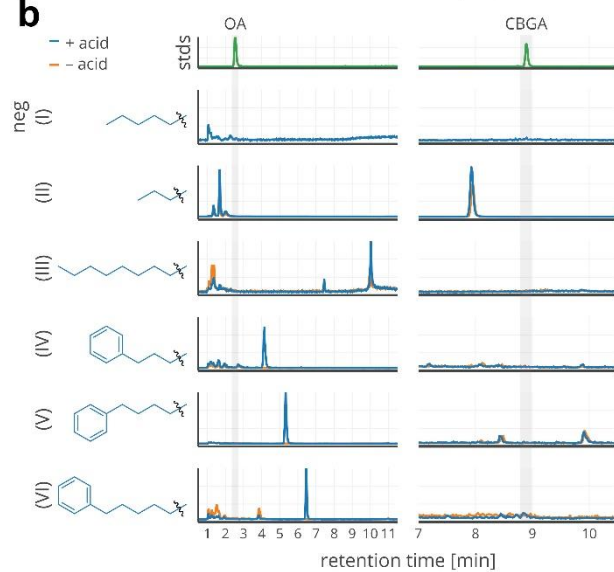 b
OA
CBGA
+ acid
− acid
stds
neg
(I)
(II)
(III)
(IV)
(V)
(VI)
1 2 3 4 5 6 7 8 9 10 11
7 8 9 10
retention time [min]